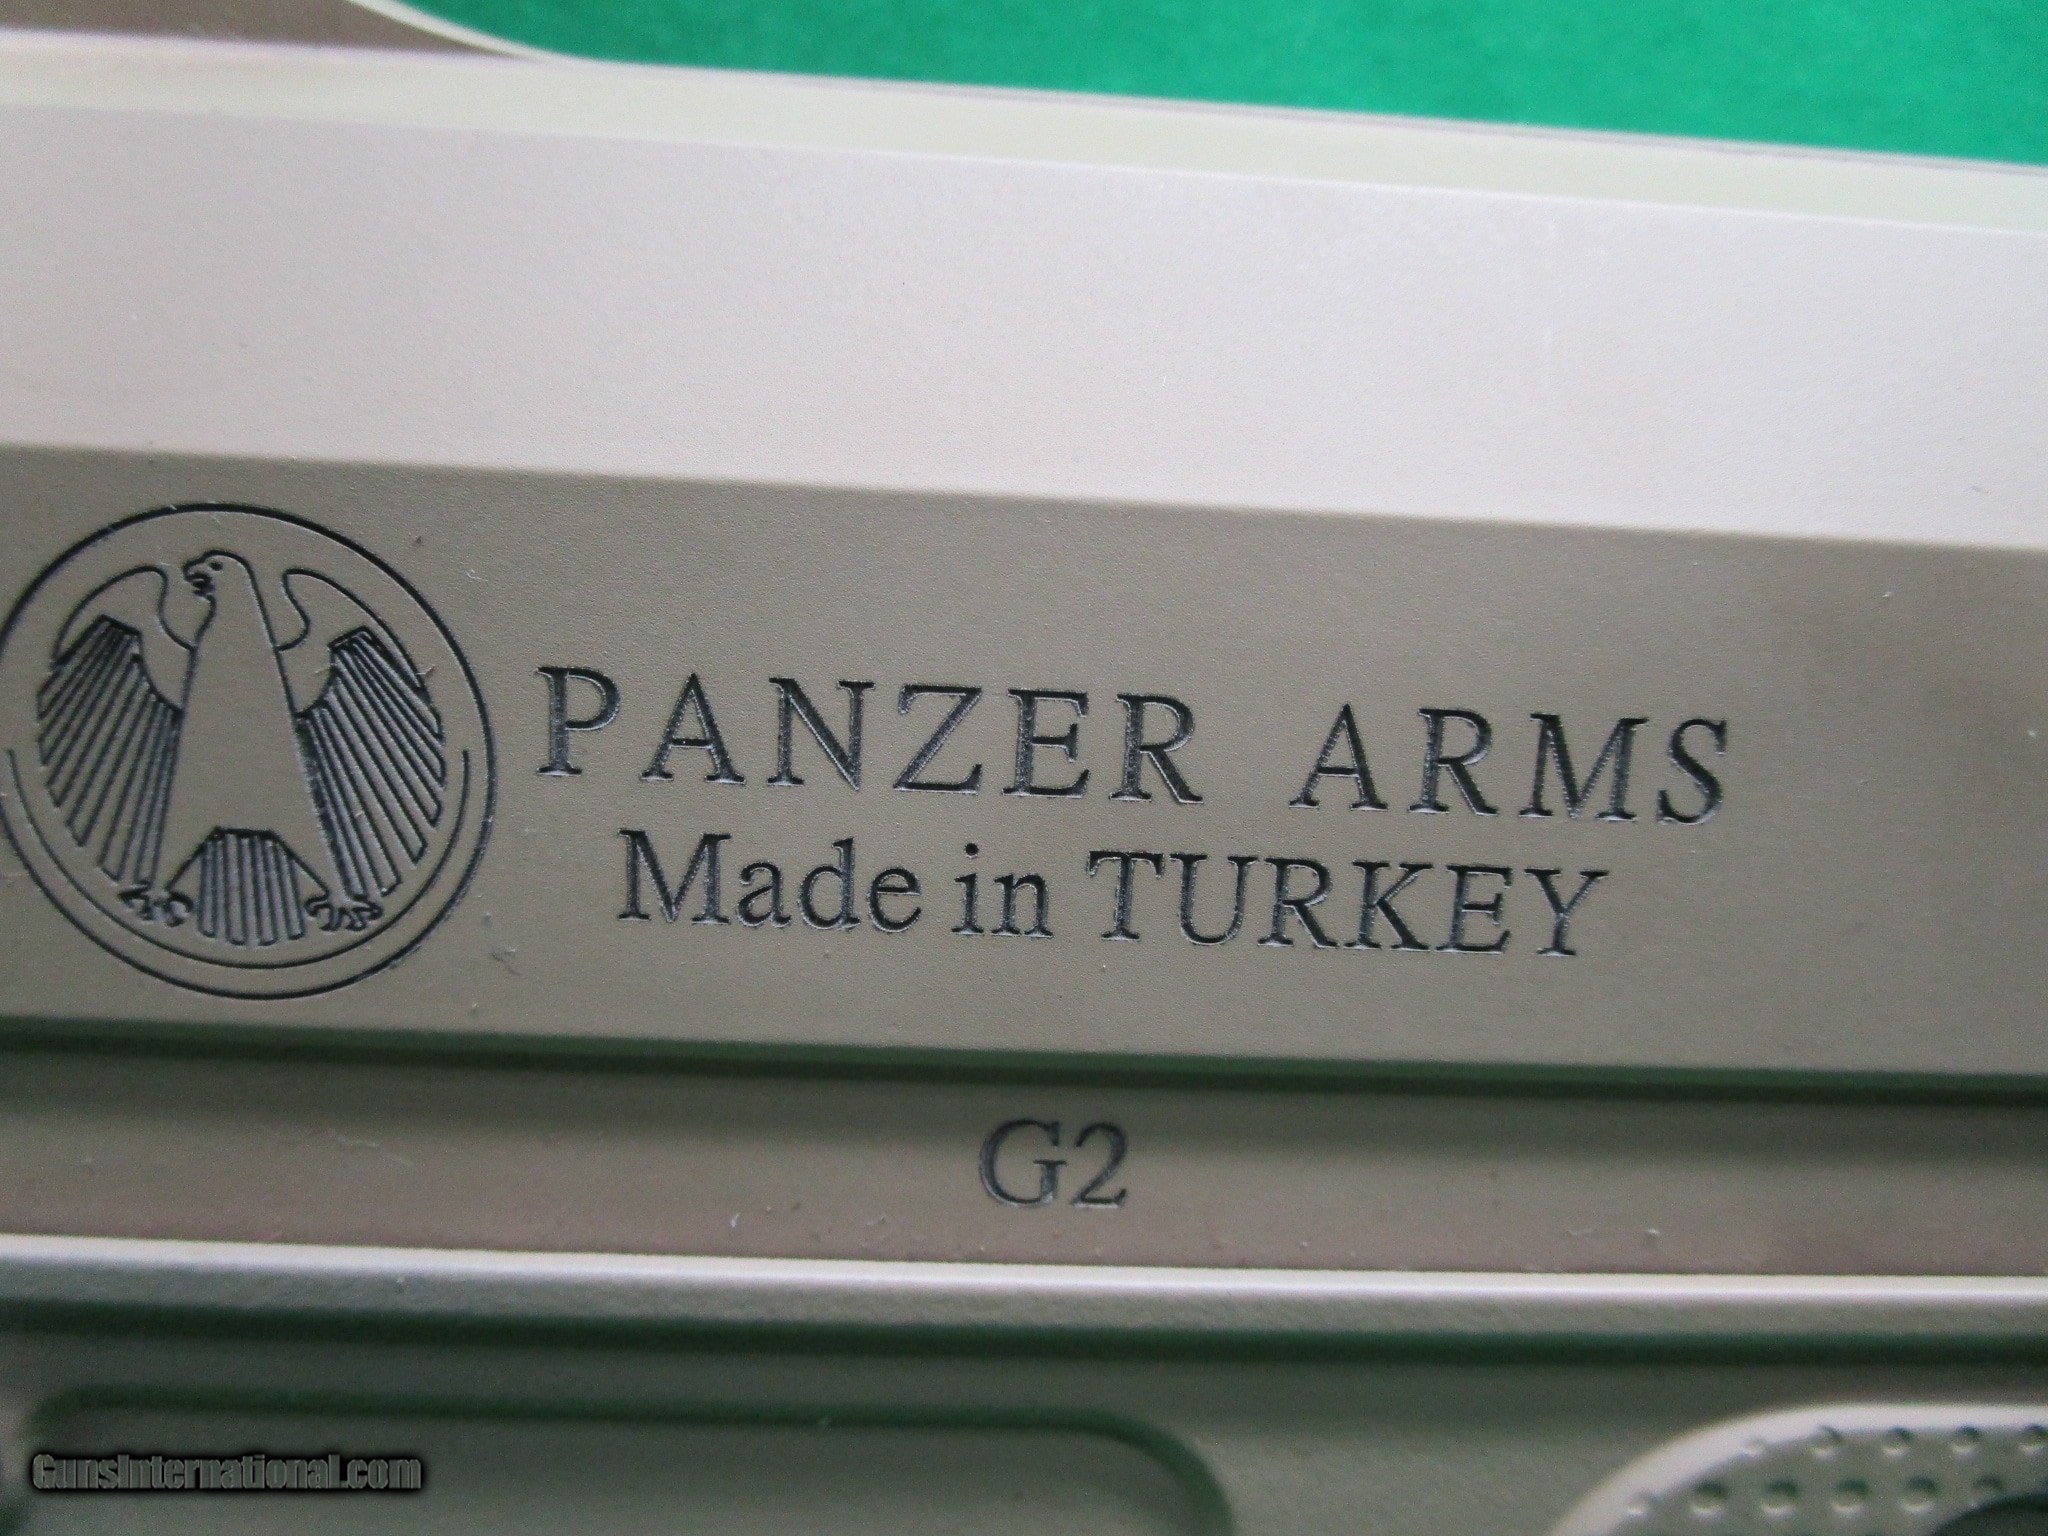 PANZER ARMS
Made in TURKEY
G2
GunsInternational.com